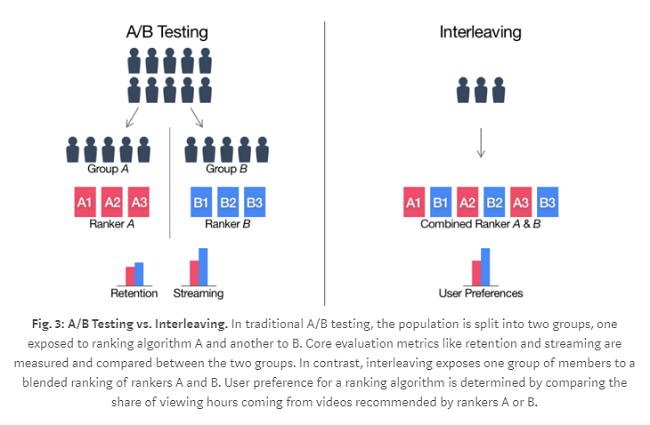 A/B Testing
Interleaving
Group A
Group B
A1 A2 A3
B1 B2 B3
A1 B1 A2 B2 A3 B3
Ranker A
Ranker B
Combined Ranker A & B
Retention
Streaming
User Preferences
Fig. 3: A/B Testing vs. Interleaving. In traditional A/B testing, the population is split into two groups, one
exposed to ranking algorithm A and another to B. Core evaluation metrics like retention and streaming are
measured and compared between the two groups. In contrast, interleaving exposes one group of members to a
blended ranking of rankers A and B. User preference for a ranking algorithm is determined by comparing the
share of viewing hours coming from videos recommended by rankers A or B.